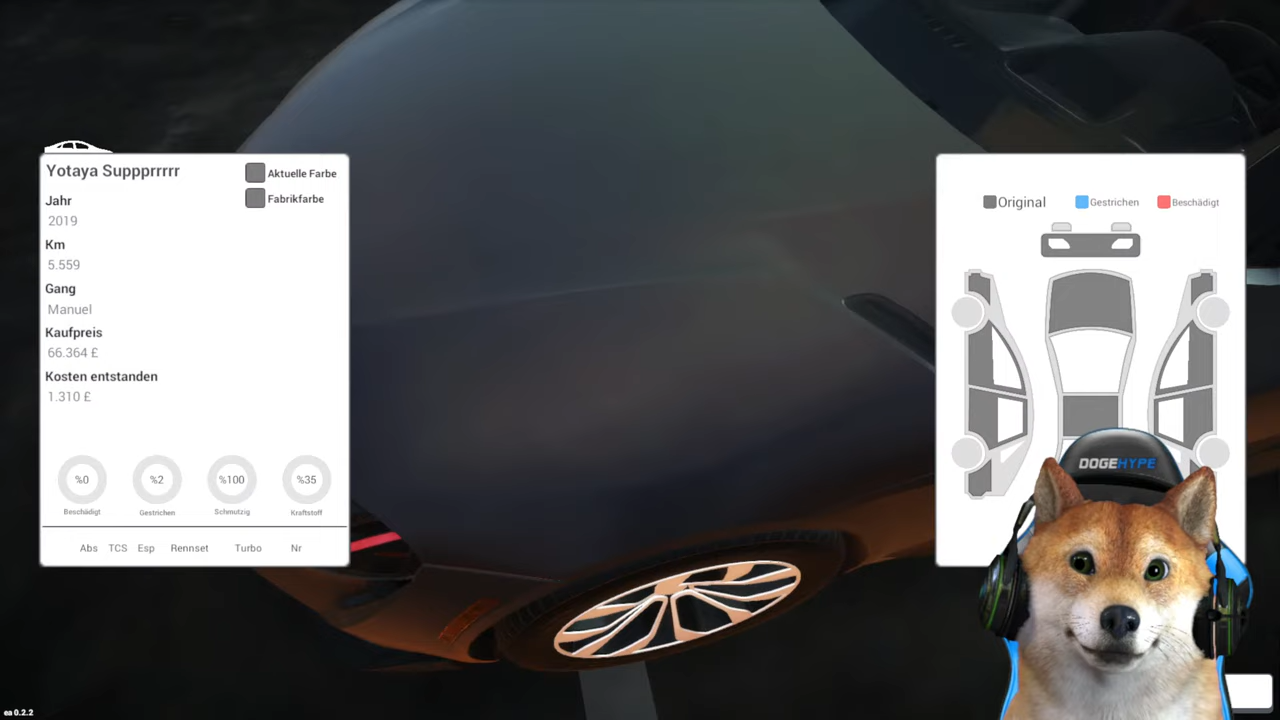 Yotaya Suppprrrrr
Aktuelle Farbe
Fabrikfarbe
Jahr
2019
Km
5.559
Gang
Manuel
Kaufpreis
66.364 £
Kosten entstanden
1.310 £
%0 %2 %100 %35
Beschädigt Gestrichen Schmutzig Kraftstoff
Abs TCS Esp Rennset Turbo Nr
Original Gestrichen Beschädigt
DOGEHYPE
ea 0.2.2